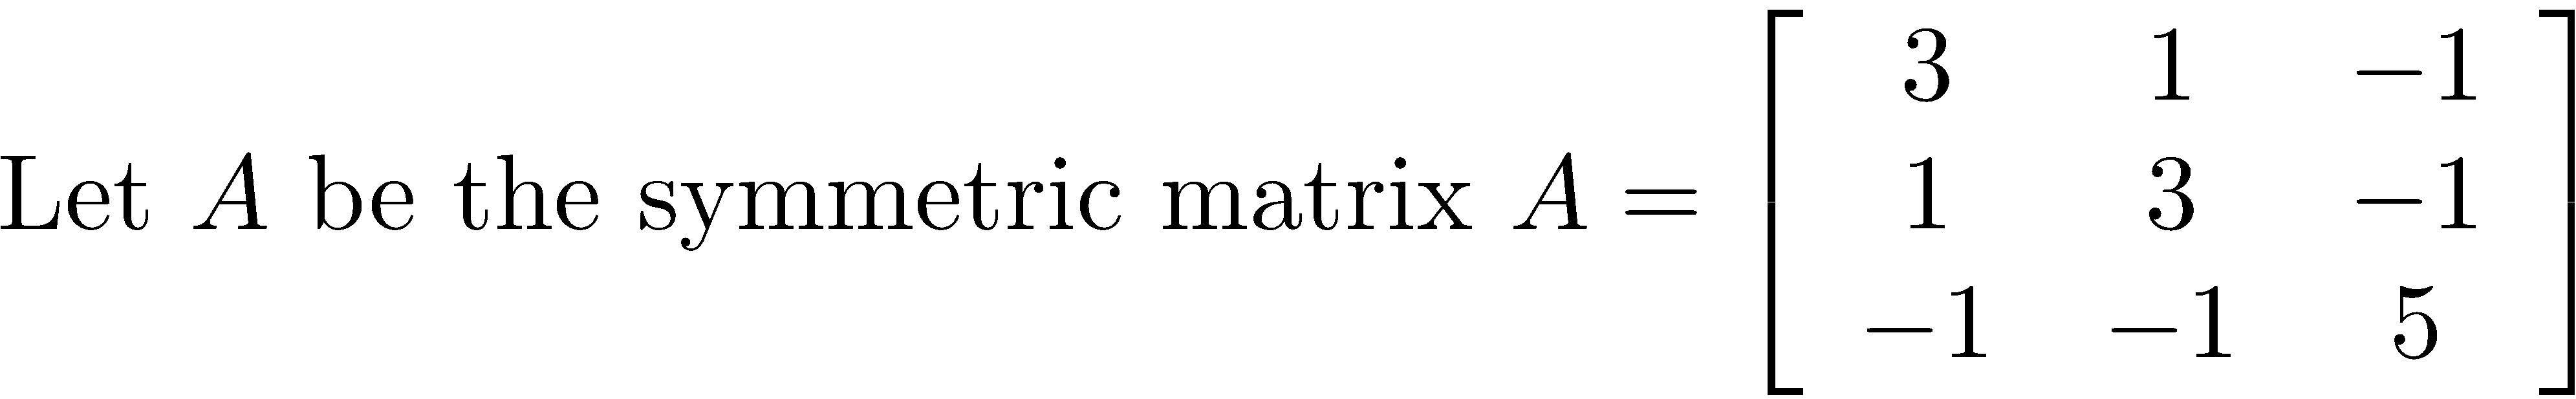 Let A be the symmetric matrix A = [ 3 1 −1
1 3 −1
−1 −1 5 ]